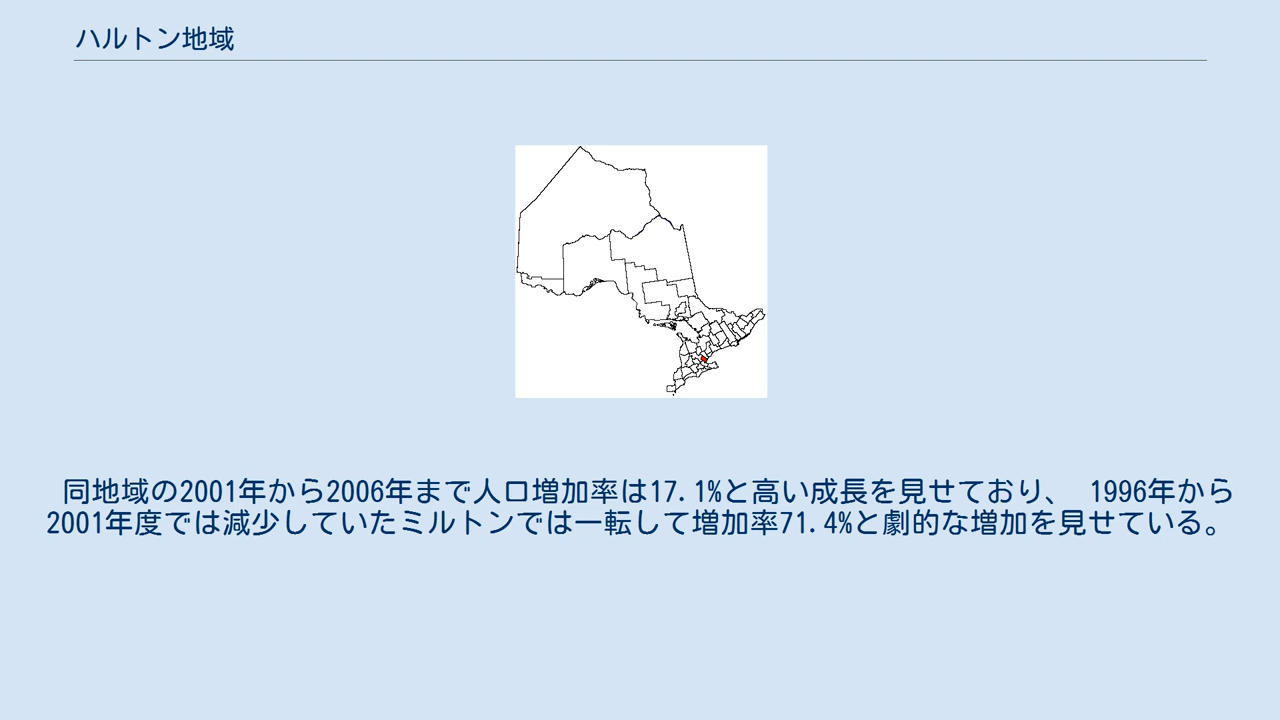 ハルトン地域
同地域の2001年から2006年まで人口増加率は17.1%と高い成長を見せており、 1996年から
2001年度では減少していたミルトンでは一転して増加率71.4%と劇的な増加を見せている。